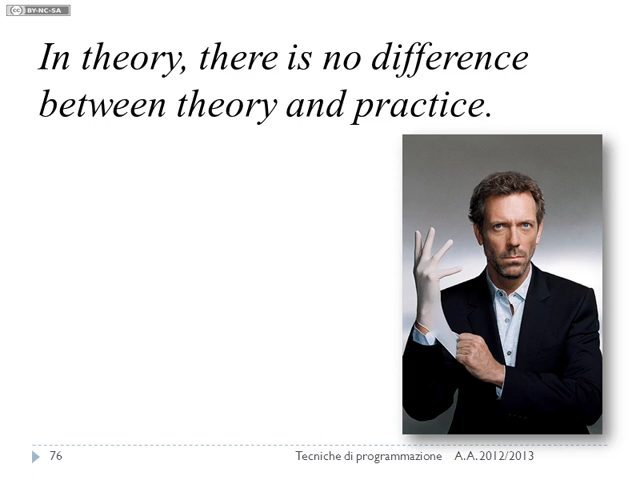 BY-NC-SA
In theory, there is no difference
between theory and practice.
76 Tecniche di programmazione A.A. 2012/2013